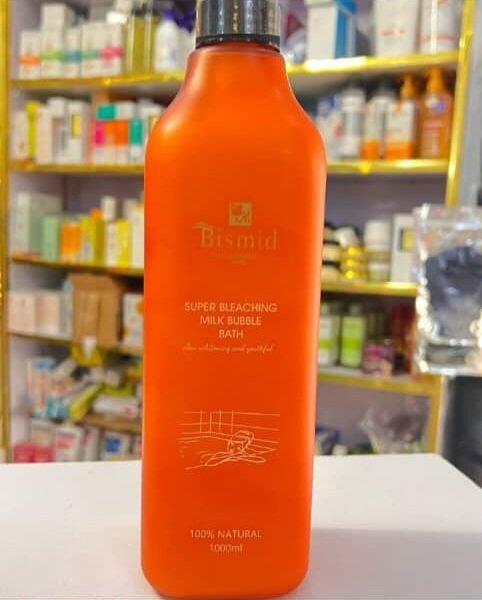 Bismid
SUPER BLEACHING
MILK BUBBLE
BATH
skin whitening and youthful
100% NATURAL
1000ml